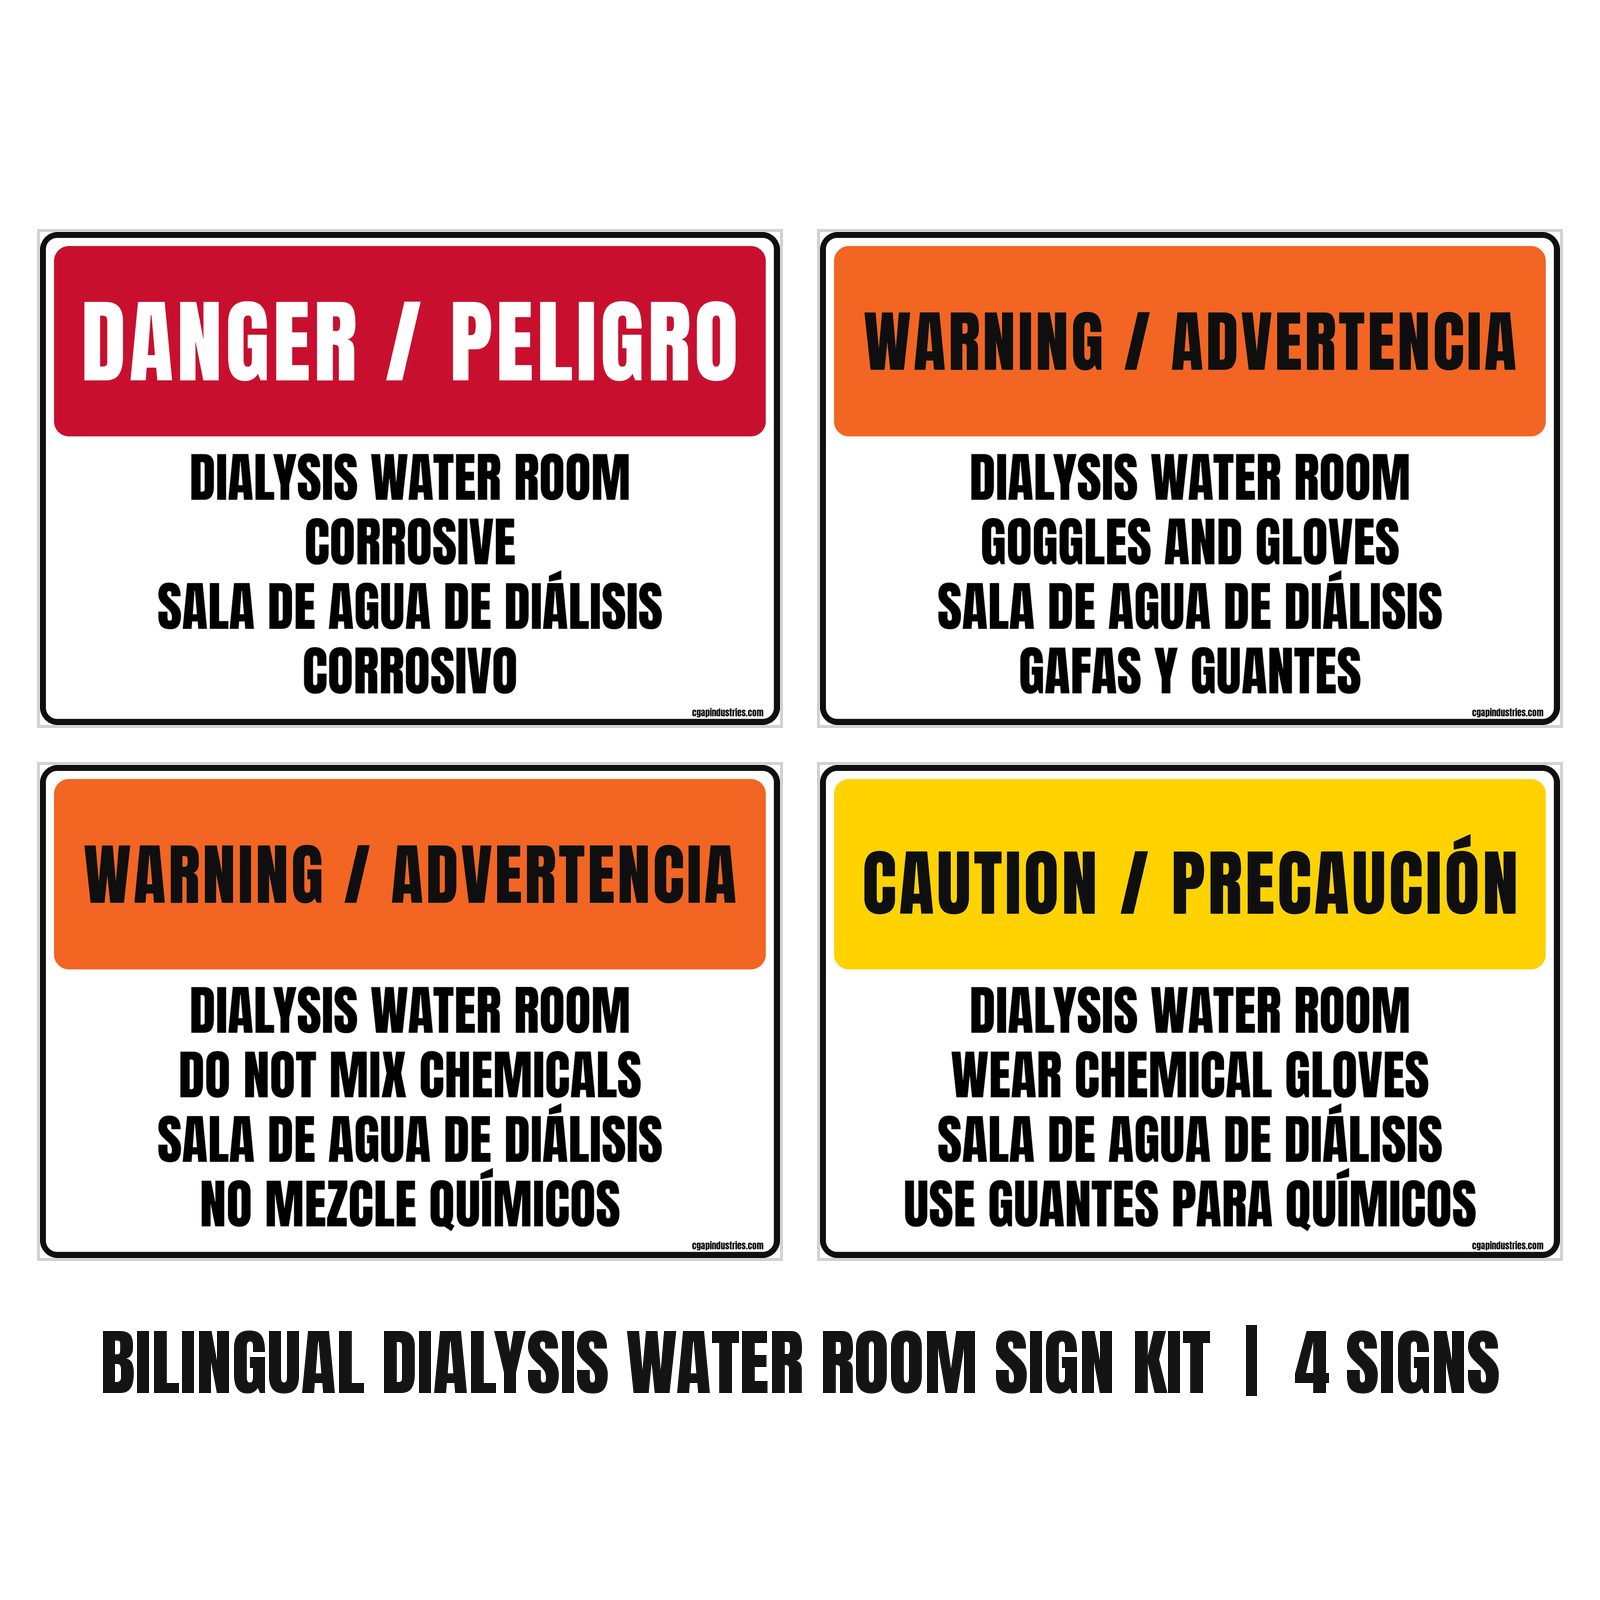 DANGER / PELIGRO
DIALYSIS WATER ROOM
CORROSIVE
SALA DE AGUA DE DIÁLISIS
CORROSIVO
cgapindustries.com
WARNING / ADVERTENCIA
DIALYSIS WATER ROOM
GOGGLES AND GLOVES
SALA DE AGUA DE DIÁLISIS
GAFAS Y GUANTES
cgapindustries.com
WARNING / ADVERTENCIA
DIALYSIS WATER ROOM
DO NOT MIX CHEMICALS
SALA DE AGUA DE DIÁLISIS
NO MEZCLE QUÍMICOS
cgapindustries.com
CAUTION / PRECAUCIÓN
DIALYSIS WATER ROOM
WEAR CHEMICAL GLOVES
SALA DE AGUA DE DIÁLISIS
USE GUANTES PARA QUÍMICOS
cgapindustries.com
BILINGUAL DIALYSIS WATER ROOM SIGN KIT | 4 SIGNS